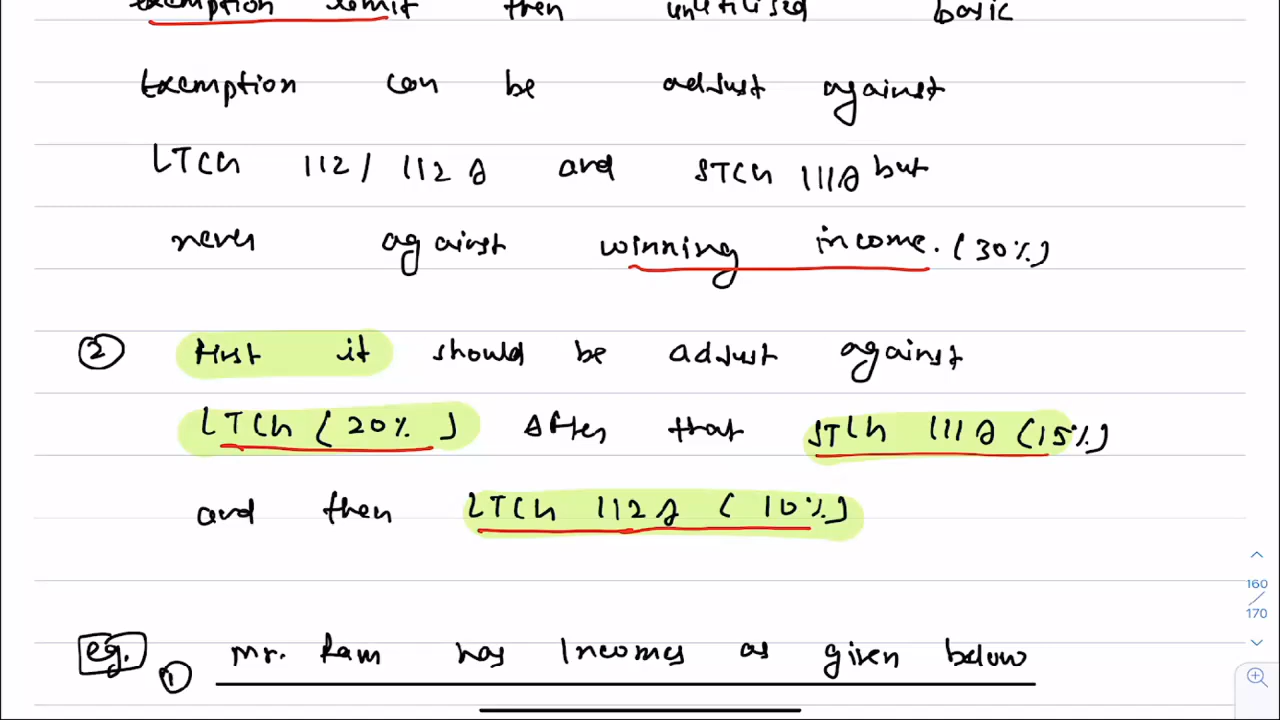 exemption limit then unutilised basic
Exemption can be adjust against
LTCG 112/112A and STCG 111A but
never against winning income. (30%)
② First it should be adjust against
LTCG (20%) After that STCG 111A (15%)
and then LTCG 112A (10%)
160
/
170
eg. ① Mr. Ram has Incomes as given below